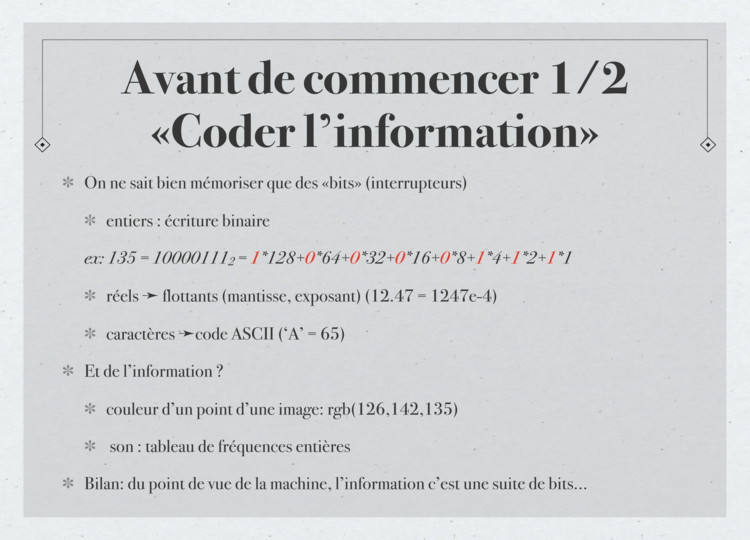 Avant de commencer 1/2
«Coder l’information»
✼ On ne sait bien mémoriser que des «bits» (interrupteurs)
✼ entiers : écriture binaire
ex: 135 = 10000111₂ = 1*128+0*64+0*32+0*16+0*8+1*4+1*2+1*1
✼ réels ➛ flottants (mantisse, exposant) (12.47 = 1247e-4)
✼ caractères ➛code ASCII (‘A’ = 65)
✼ Et de l’information ?
✼ couleur d’un point d’une image: rgb(126,142,135)
✼ son : tableau de fréquences entières
✼ Bilan: du point de vue de la machine, l’information c’est une suite de bits...